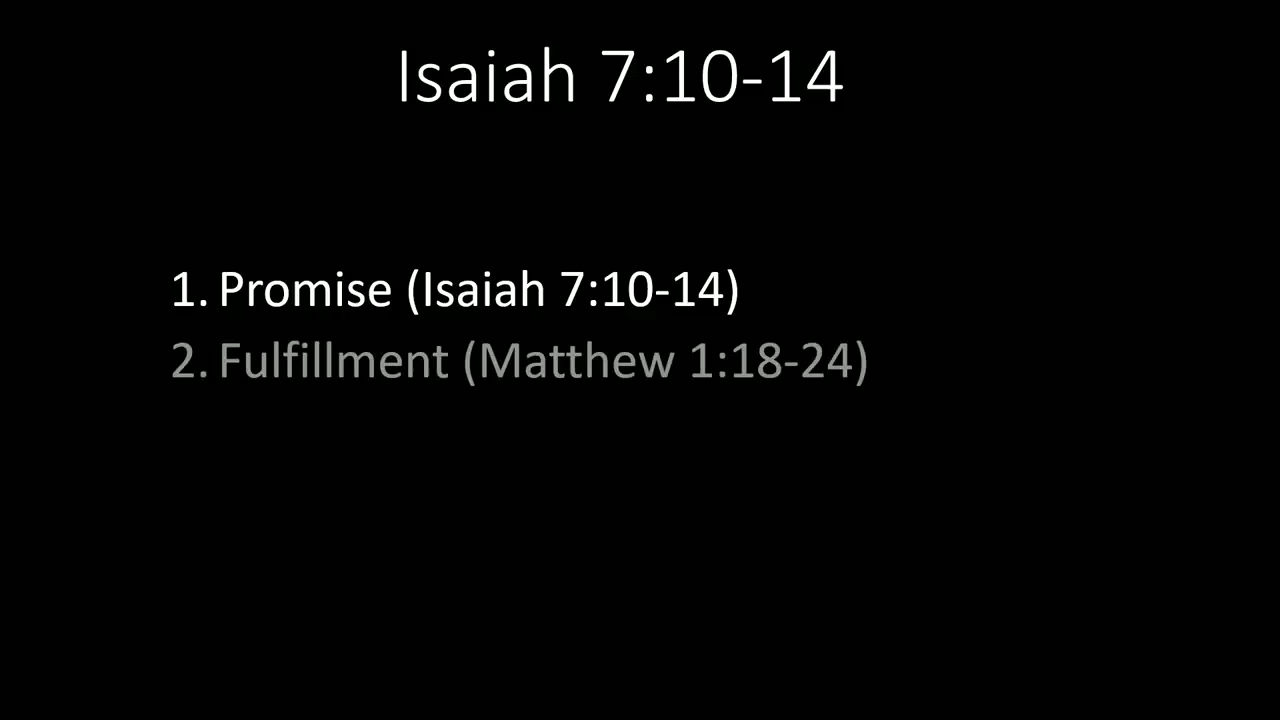 Isaiah 7:10-14
1. Promise (Isaiah 7:10-14)
2. Fulfillment (Matthew 1:18-24)